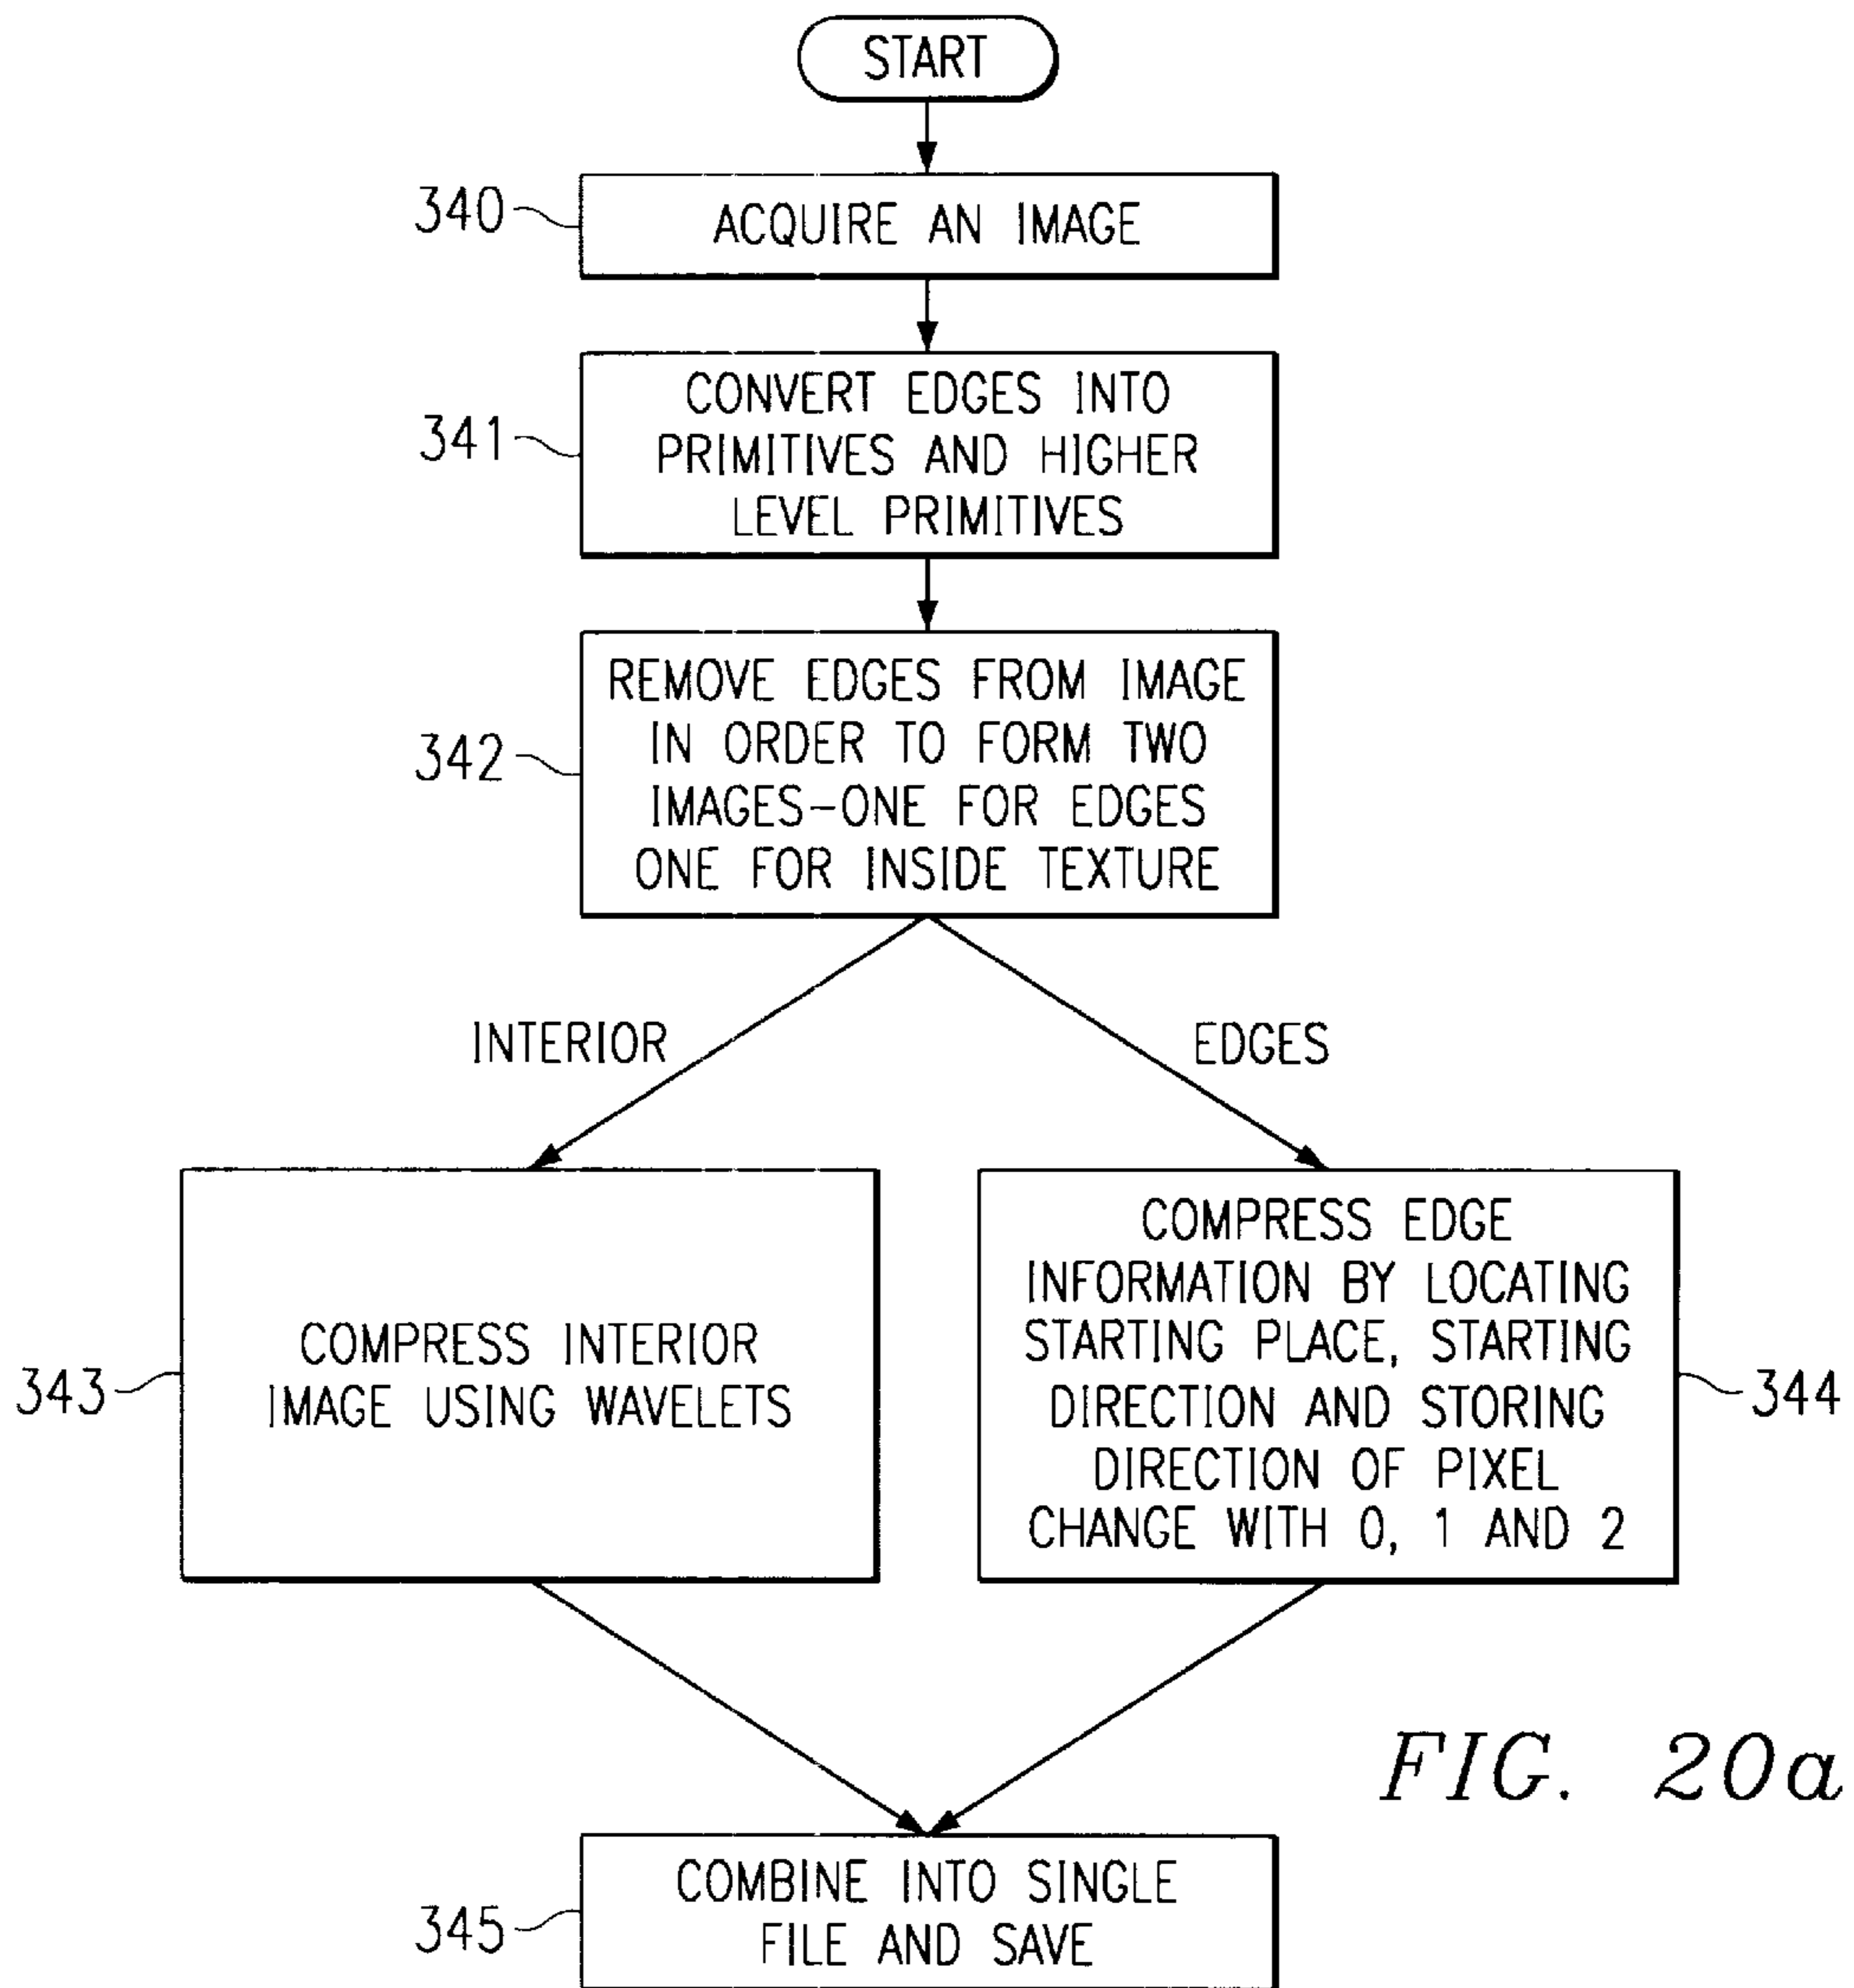 START
340
ACQUIRE AN IMAGE
341
CONVERT EDGES INTO
PRIMITIVES AND HIGHER
LEVEL PRIMITIVES
342
REMOVE EDGES FROM IMAGE
IN ORDER TO FORM TWO
IMAGES-ONE FOR EDGES
ONE FOR INSIDE TEXTURE
INTERIOR
EDGES
343
COMPRESS INTERIOR
IMAGE USING WAVELETS
COMPRESS EDGE
INFORMATION BY LOCATING
STARTING PLACE, STARTING
DIRECTION AND STORING
DIRECTION OF PIXEL
CHANGE WITH 0, 1 AND 2
344
FIG. 20a
345
COMBINE INTO SINGLE
FILE AND SAVE